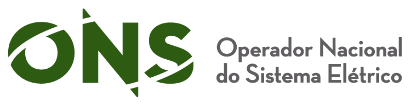 ONS
Operador Nacional
do Sistema Elétrico